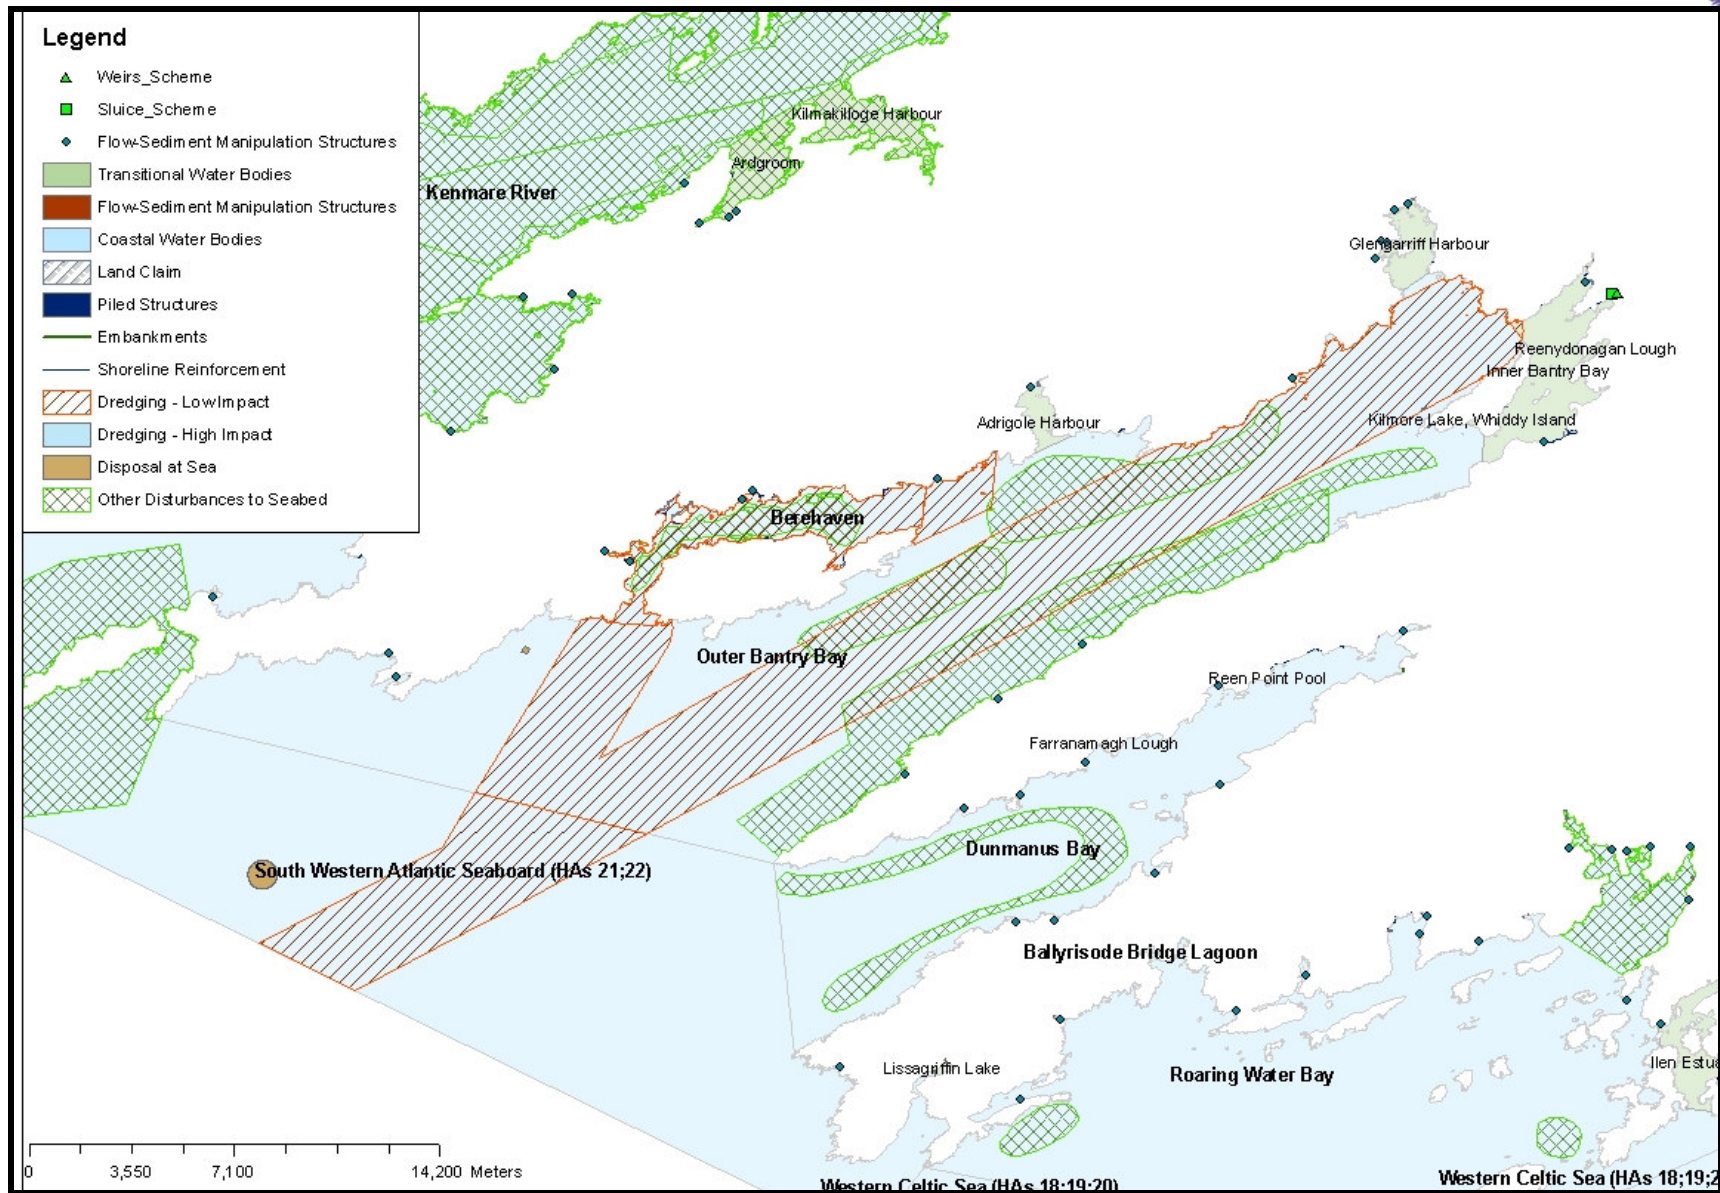 Legend
Weirs_Scheme
Sluice_Scheme
Flow-Sediment Manipulation Structures
Transitional Water Bodies
Flow-Sediment Manipulation Structures
Coastal Water Bodies
Land Claim
Piled Structures
Embankments
Shoreline Reinforcement
Dredging - Low Impact
Dredging - High Impact
Disposal at Sea
Other Disturbances to Seabed
Kilmakilloge Harbour
Ardgroom
Kenmare River
Glengarriff Harbour
Reenydonagan Lough
Inner Bantry Bay
Adrigole Harbour
Kilmore Lake, Whiddy Island
Berehaven
Outer Bantry Bay
Reen Point Pool
Farranamagh Lough
Dunmanus Bay
South Western Atlantic Seaboard (HAs 21;22)
Ballyrisode Bridge Lagoon
Lissagriffin Lake
Roaring Water Bay
Ilen Estua
0 3,550 7,100 14,200 Meters
Western Celtic Sea (HAs 18;19;20)
Western Celtic Sea (HAs 18;19;2